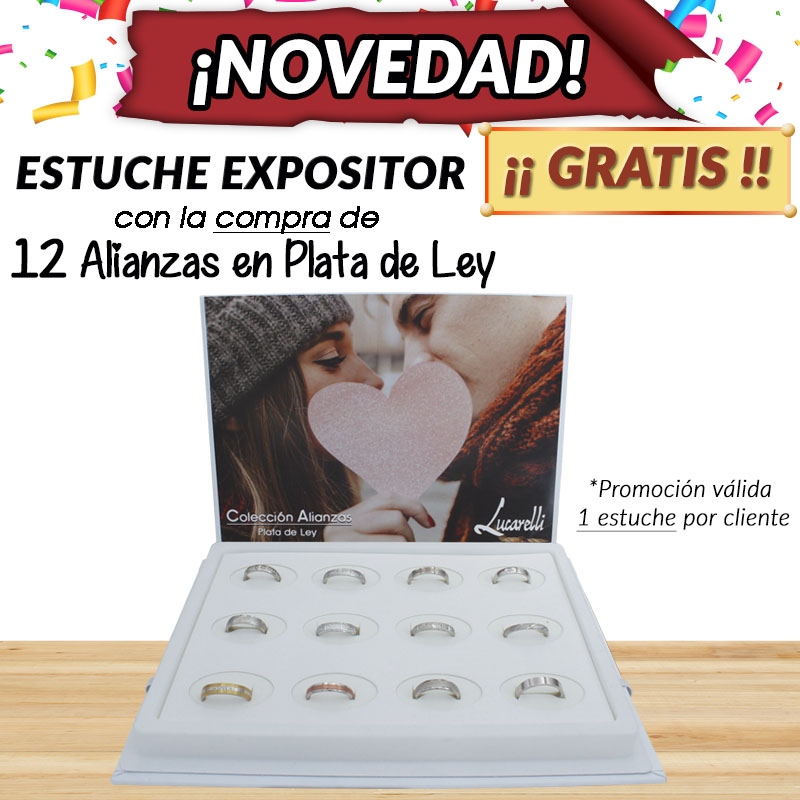 ¡NOVEDAD!
ESTUCHE EXPOSITOR
¡¡ GRATIS !!
con la compra de
12 Alianzas en Plata de Ley
Colección Alianzas
Plata de Ley
Lucarelli
*Promoción válida
1 estuche por cliente